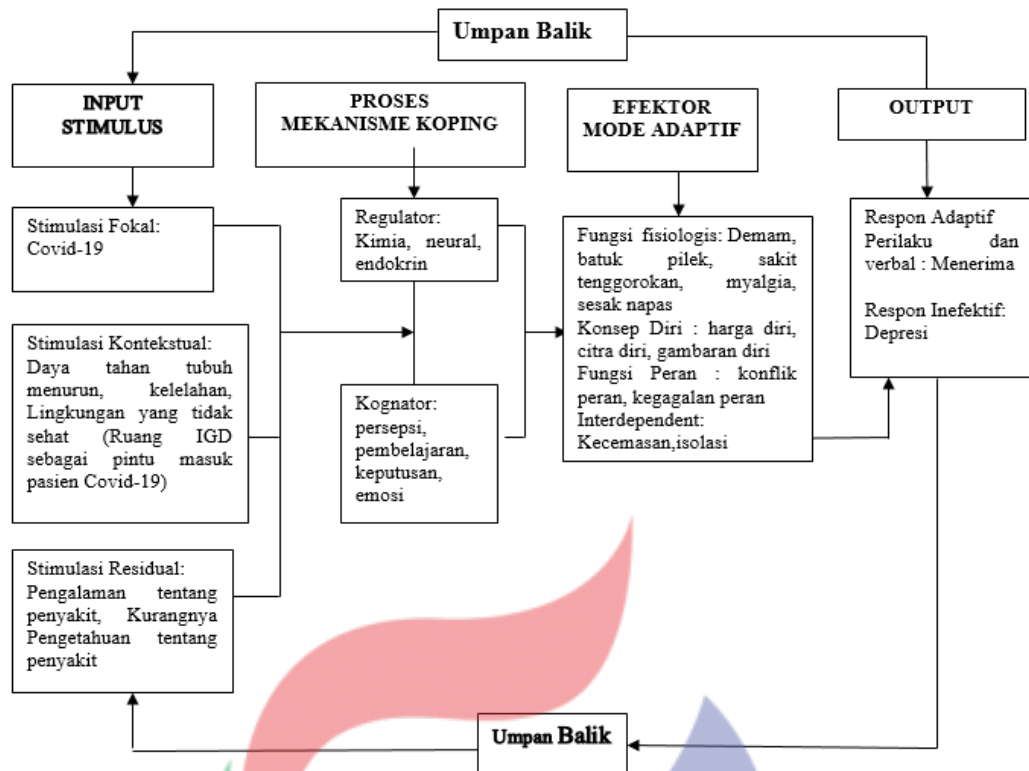 Umpan Balik
INPUT
STIMULUS
PROSES
MEKANISME KOPING
EFEKTOR
MODE ADAPTIF
OUTPUT
Stimulasi Fokal:
Covid-19
Stimulasi Kontekstual:
Daya tahan tubuh
menurun, kelelahan,
Lingkungan yang tidak
sehat (Ruang IGD
sebagai pintu masuk
pasien Covid-19)
Stimulasi Residual:
Pengalaman tentang
penyakit, Kurangnya
Pengetahuan tentang
penyakit
Regulator:
Kimia, neural,
endokrin
Kognator:
persepsi,
pembelajaran,
keputusan,
emosi
Fungsi fisiologis: Demam,
batuk pilek, sakit
tenggorokan, myalgia,
sesak napas
Konsep Diri : harga diri,
citra diri, gambaran diri
Fungsi Peran : konflik
peran, kegagalan peran
Interdependent:
Kecemasan,isolasi
Respon Adaptif
Perilaku dan
verbal : Menerima
Respon Inefektif:
Depresi
Umpan Balik